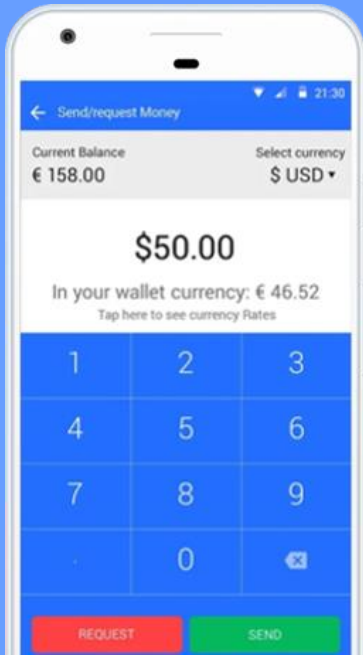 21:30
← Send/request Money
Current Balance Select currency
€ 158.00 $ USD ▾
$50.00
In your wallet currency: € 46.52
Tap here to see currency Rates
1 2 3
4 5 6
7 8 9
. 0
REQUEST SEND